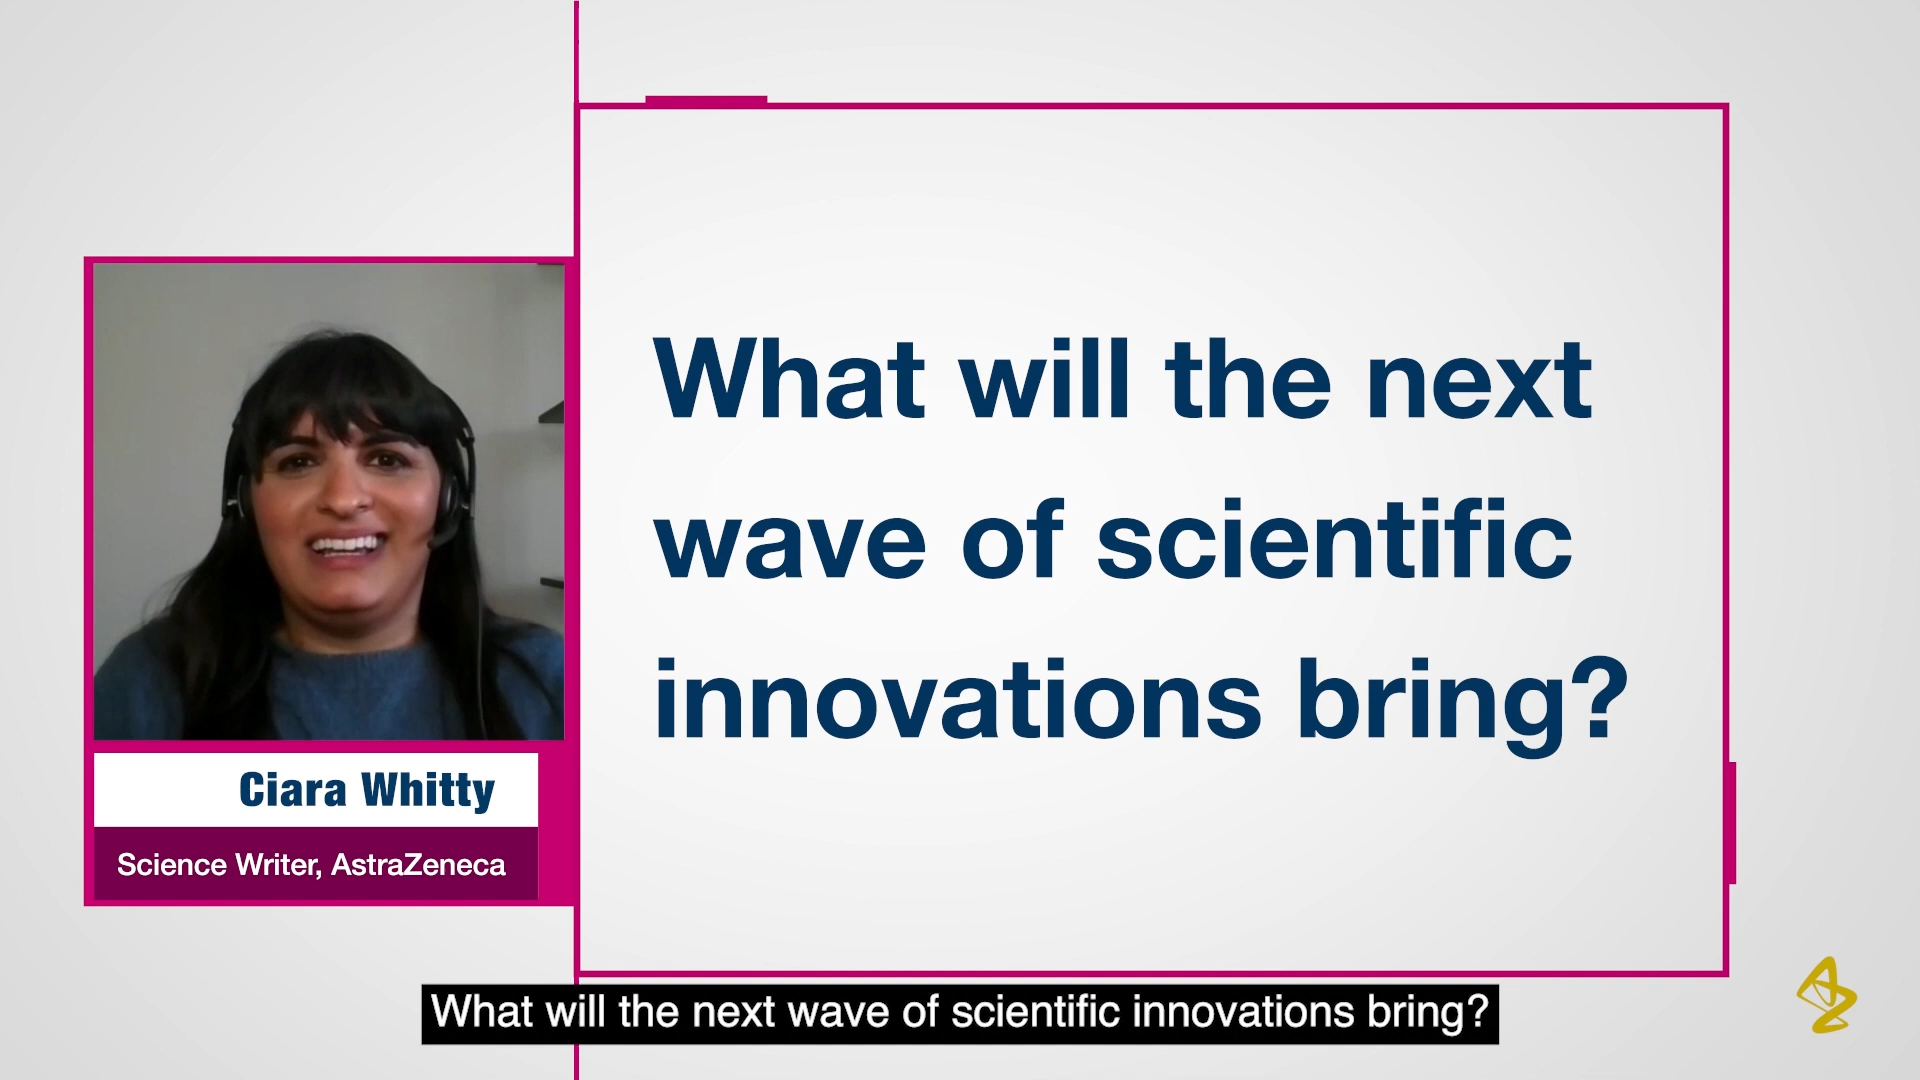 What will the next
wave of scientific
innovations bring?
Ciara Whitty
Science Writer, AstraZeneca
What will the next wave of scientific innovations bring?